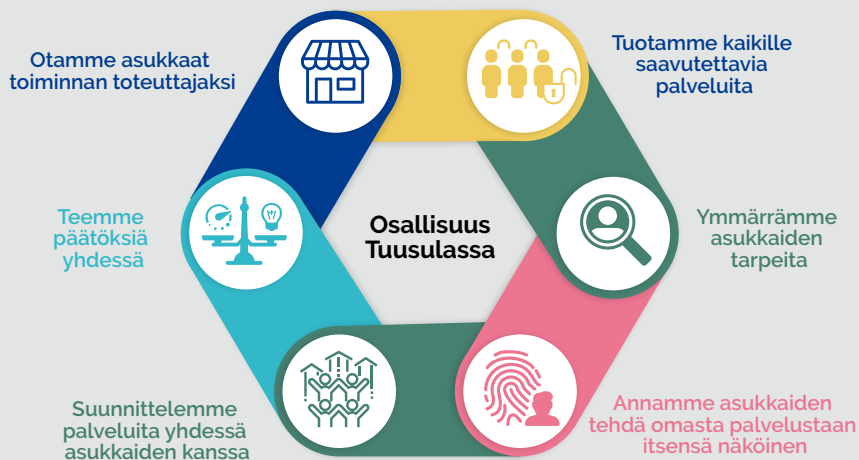 Otamme asukkaat
toiminnan toteuttajaksi
Tuotamme kaikille
saavutettavia
palveluita
Teemme
päätöksiä
yhdessä
Osallisuus
Tuusulassa
Ymmärrämme
asukkaiden
tarpeita
Suunnittelemme
palveluita yhdessä
asukkaiden kanssa
Annamme asukkaiden
tehdä omasta palvelustaan
itsensä näköinen